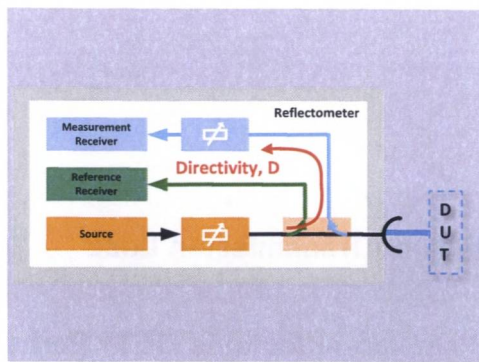 Reflectometer
Measurement
Receiver
Directivity, D
Reference
Receiver
Source
D
U
T